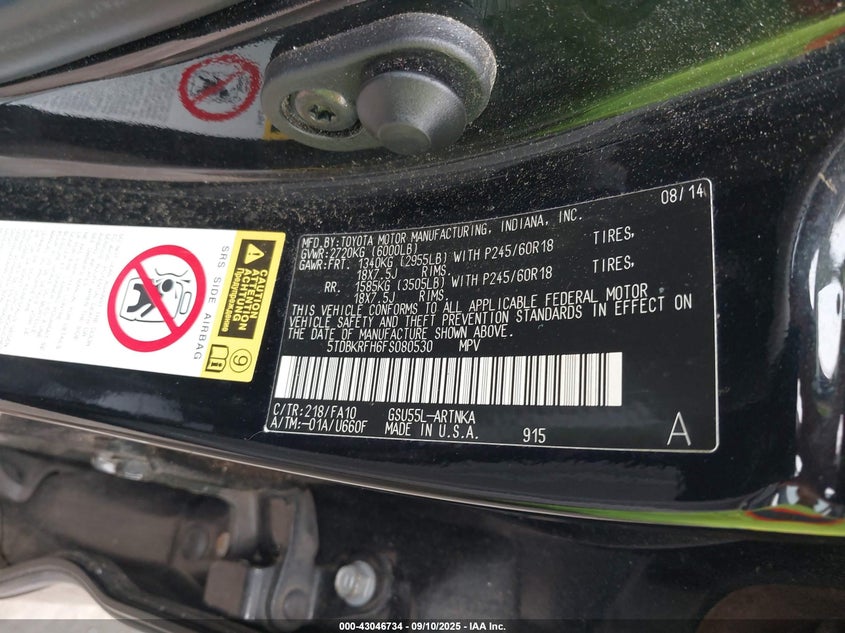 08/14
MFD.BY:TOYOTA MOTOR MANUFACTURING, INDIANA, INC.
GVWR:2720KG (6000LB)
GAWR:FRT. 1340KG (2955LB) WITH P245/60R18 TIRES,
18X7.5J RIMS.
RR. 1585KG (3505LB) WITH P245/60R18 TIRES,
18X7.5J RIMS.
THIS VEHICLE CONFORMS TO ALL APPLICABLE FEDERAL MOTOR
VEHICLE SAFETY AND THEFT PREVENTION STANDARDS IN EFFECT ON
THE DATE OF MANUFACTURE SHOWN ABOVE.
5TDBKRFH6FS080530 MPV
C/TR:218/FA10 GSU55L-ARTNKA
A/TM:-01A/U660F MADE IN U.S.A. 915 A
SRS SIDE AIRBAG
CAUTION
ATTENTION
ACHTUNG
Предупреждение
9
000-43046734 - 09/10/2025 - IAA Inc.